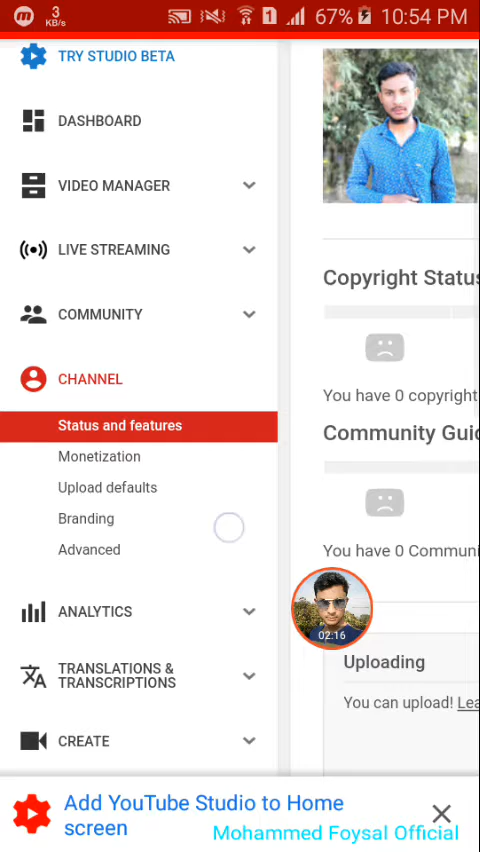 3
KB/s
1
67%
10:54 PM
TRY STUDIO BETA
DASHBOARD
VIDEO MANAGER
LIVE STREAMING
COMMUNITY
CHANNEL
Status and features
Monetization
Upload defaults
Branding
Advanced
ANALYTICS
TRANSLATIONS &
TRANSCRIPTIONS
CREATE
Copyright Status
You have 0 copyright
Community Gui
You have 0 Communi
02:16
Uploading
You can upload! Lea
Add YouTube Studio to Home
screen
Mohammed Foysal Official